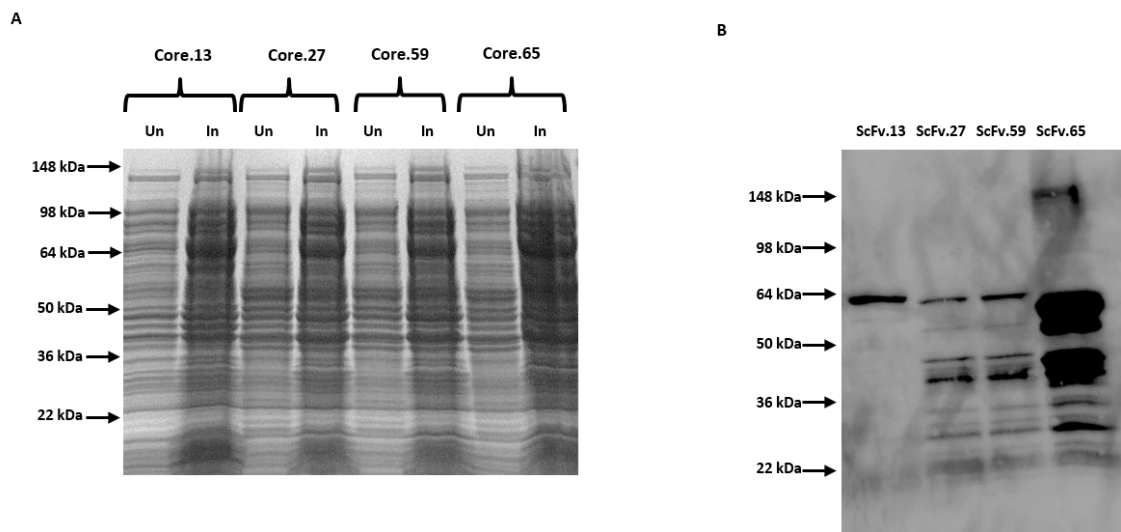 A
Core.13 Core.27 Core.59 Core.65
Un In Un In Un In Un In
148 kDa
98 kDa
64 kDa
50 kDa
36 kDa
22 kDa
B
ScFv.13 ScFv.27 ScFv.59 ScFv.65
148 kDa
98 kDa
64 kDa
50 kDa
36 kDa
22 kDa